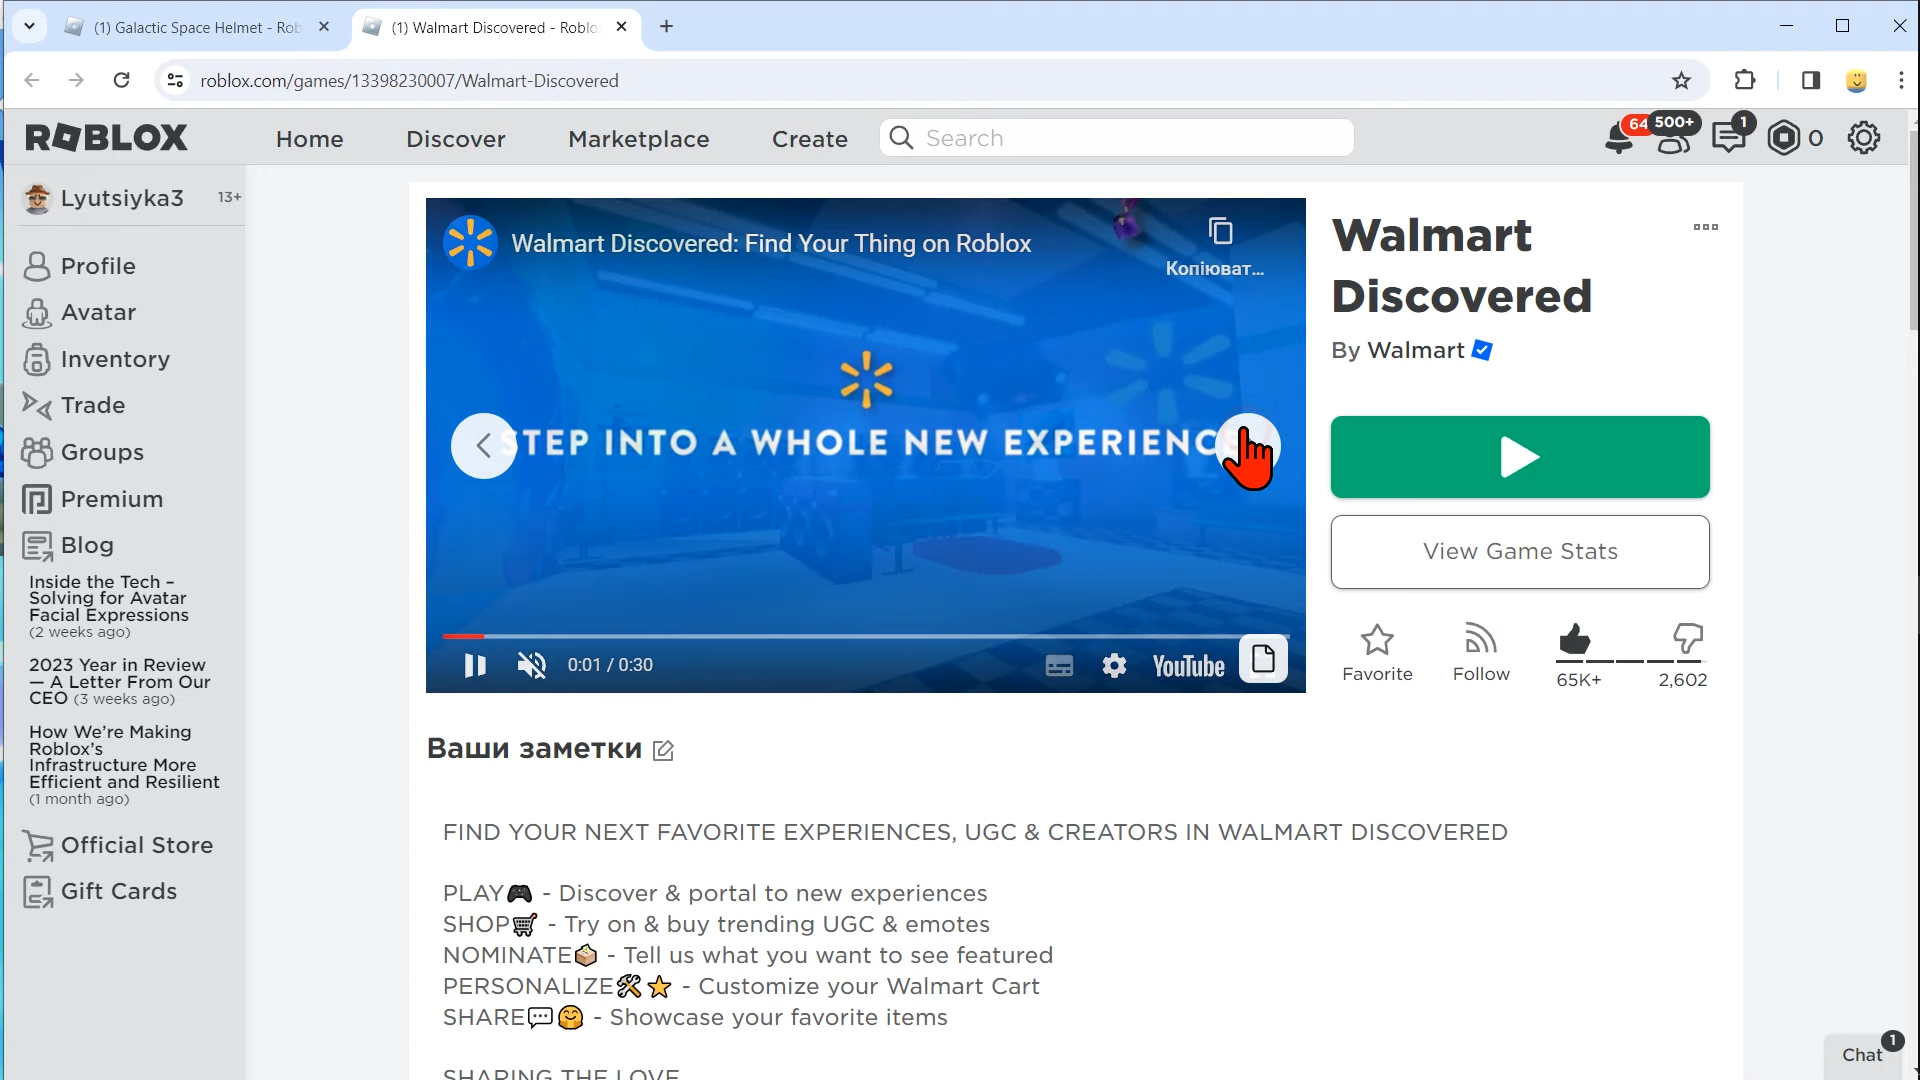 (1) Galactic Space Helmet - Rob
(1) Walmart Discovered - Roblo
roblox.com/games/13398230007/Walmart-Discovered
ROBLOX
Home
Discover
Marketplace
Create
Search
64
500+
1
0
Lyutsiyka3
13+
Profile
Avatar
Inventory
Trade
Groups
Premium
Blog
Inside the Tech –
Solving for Avatar
Facial Expressions
(2 weeks ago)
2023 Year in Review
— A Letter From Our
CEO (3 weeks ago)
How We’re Making
Roblox’s
Infrastructure More
Efficient and Resilient
(1 month ago)
Official Store
Gift Cards
Walmart Discovered: Find Your Thing on Roblox
Копіюват...
STEP INTO A WHOLE NEW EXPERIENC
0:01 / 0:30
YouTube
Walmart
Discovered
By Walmart
View Game Stats
Favorite
Follow
65K+
2,602
Ваши заметки
FIND YOUR NEXT FAVORITE EXPERIENCES, UGC & CREATORS IN WALMART DISCOVERED
PLAY🎮 - Discover & portal to new experiences
SHOP🛒 - Try on & buy trending UGC & emotes
NOMINATE🗳️ - Tell us what you want to see featured
PERSONALIZE🛠️⭐ - Customize your Walmart Cart
SHARE💬🤗 - Showcase your favorite items
SHARING THE LOVE
Chat
1